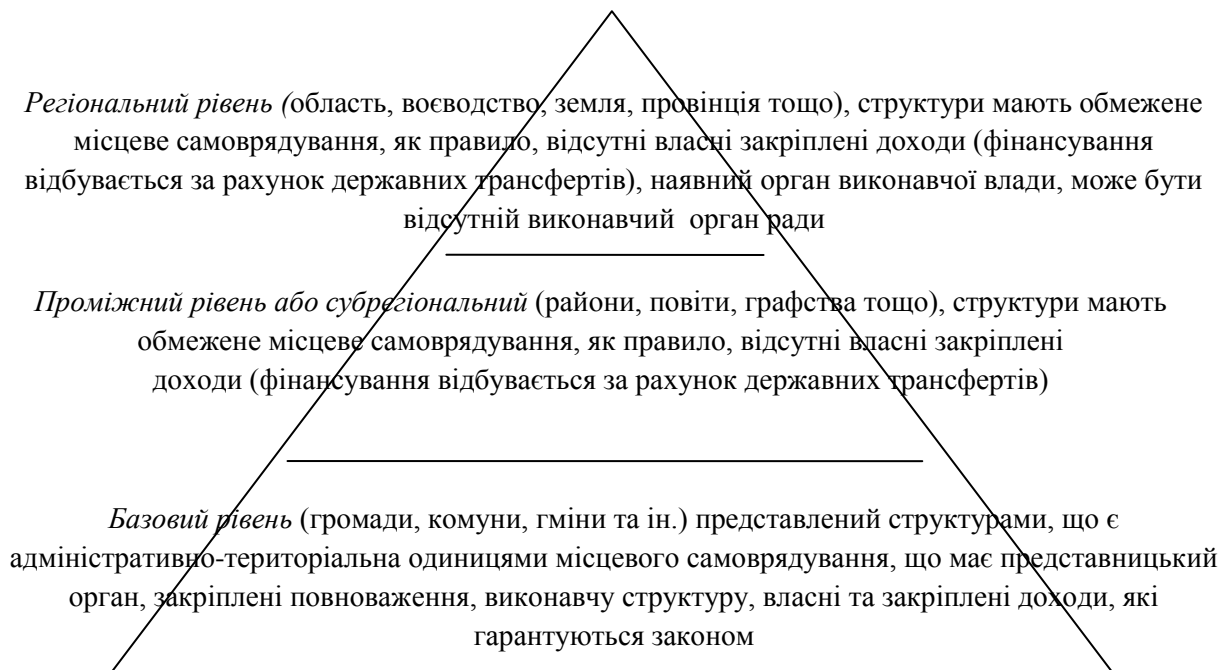 Регіональний рівень (область, воєводство, земля, провінція тощо), структури мають обмежене
місцеве самоврядування, як правило, відсутні власні закріплені доходи (фінансування
відбувається за рахунок державних трансфертів), наявний орган виконавчої влади, може бути
відсутній виконавчий орган ради
Проміжний рівень або субрегіональний (райони, повіти, графства тощо), структури мають
обмежене місцеве самоврядування, як правило, відсутні власні закріплені
доходи (фінансування відбувається за рахунок державних трансфертів)
Базовий рівень (громади, комуни, гміни та ін.) представлений структурами, що є
адміністративно-територіальна одиницями місцевого самоврядування, що має представницький
орган, закріплені повноваження, виконавчу структуру, власні та закріплені доходи, які
гарантуються законом